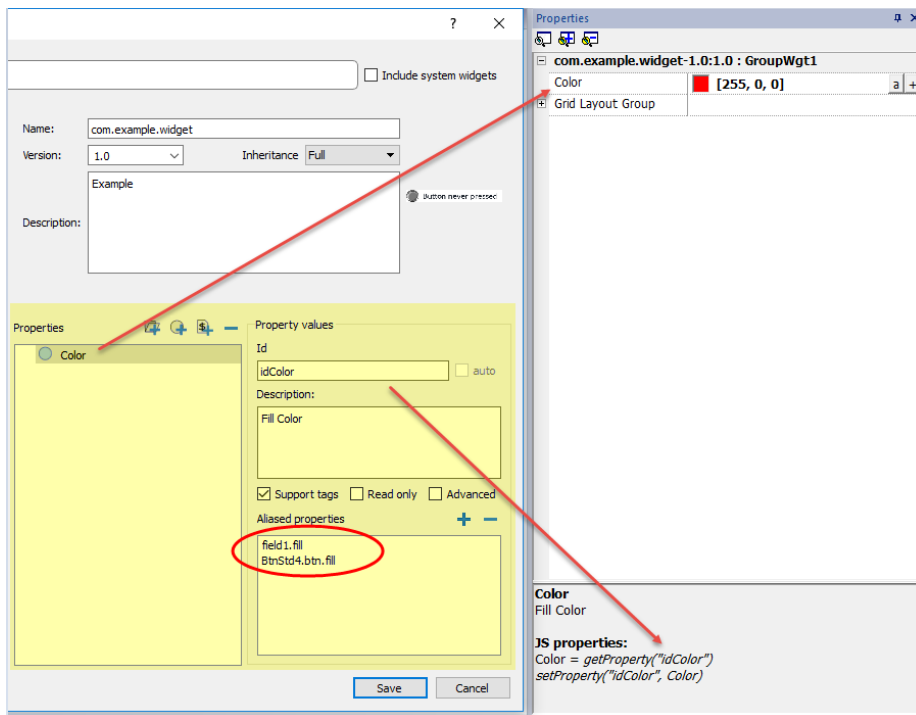 ?
Include system widgets
Name:
com.example.widget
Version:
1.0
Inheritance
Full
Description:
Example
Button never pressed
Properties
Color
Property values
Id
idColor
auto
Description:
Fill Color
Support tags
Read only
Advanced
Aliased properties
field1.fill
BtnStd4.btn.fill
Save
Cancel
Properties
com.example.widget-1.0:1.0 : GroupWgt1
Color
[255, 0, 0]
a
+
Grid Layout Group
Color
Fill Color
JS properties:
Color = getProperty("idColor")
setProperty("idColor", Color)